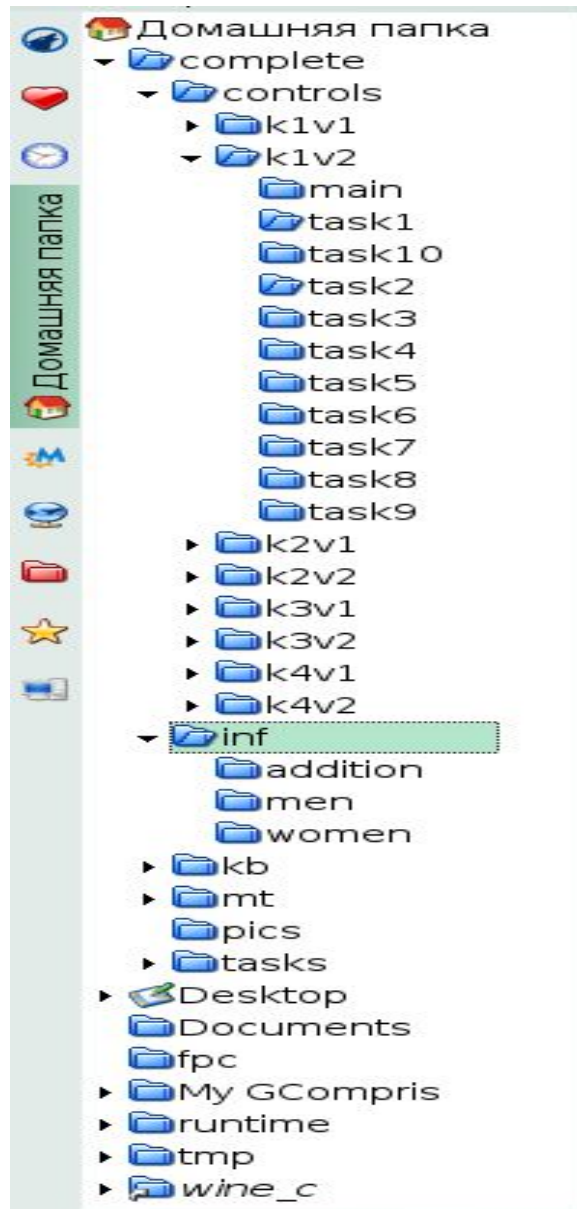 Домашняя папка
Домашняя папка
complete
controls
k1v1
k1v2
main
task1
task10
task2
task3
task4
task5
task6
task7
task8
task9
k2v1
k2v2
k3v1
k3v2
k4v1
k4v2
inf
addition
men
women
kb
mt
pics
tasks
Desktop
Documents
fpc
My GCompris
runtime
tmp
wine_c